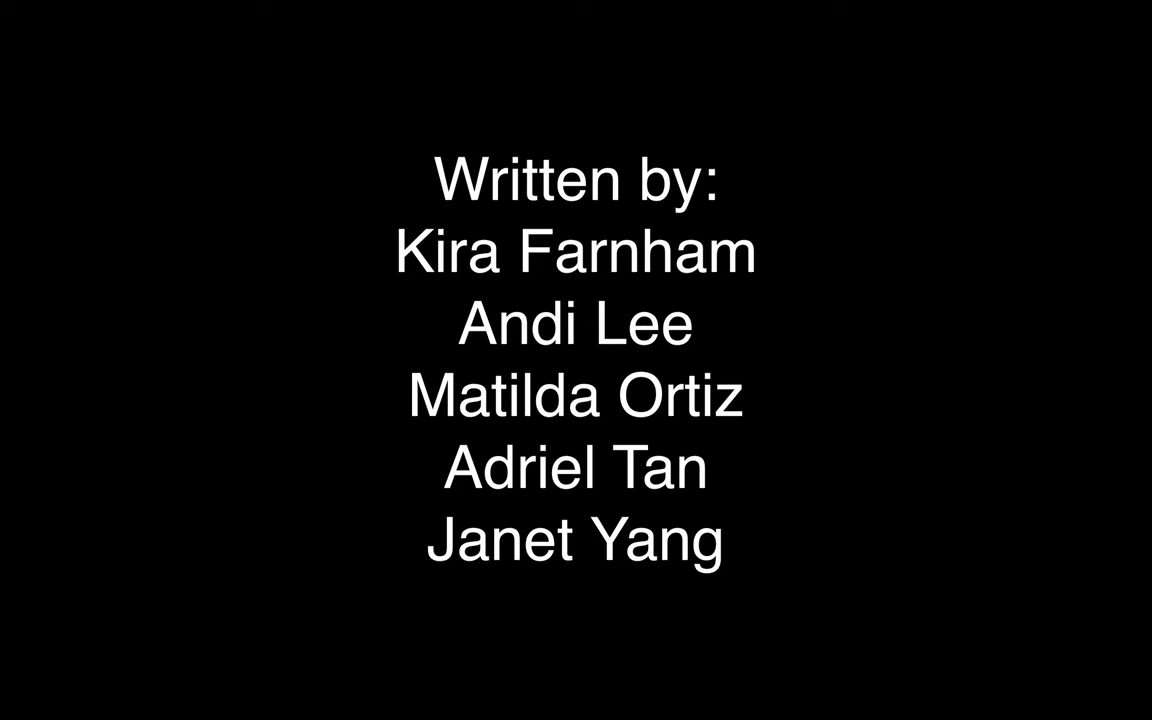 Written by:
Kira Farnham
Andi Lee
Matilda Ortiz
Adriel Tan
Janet Yang